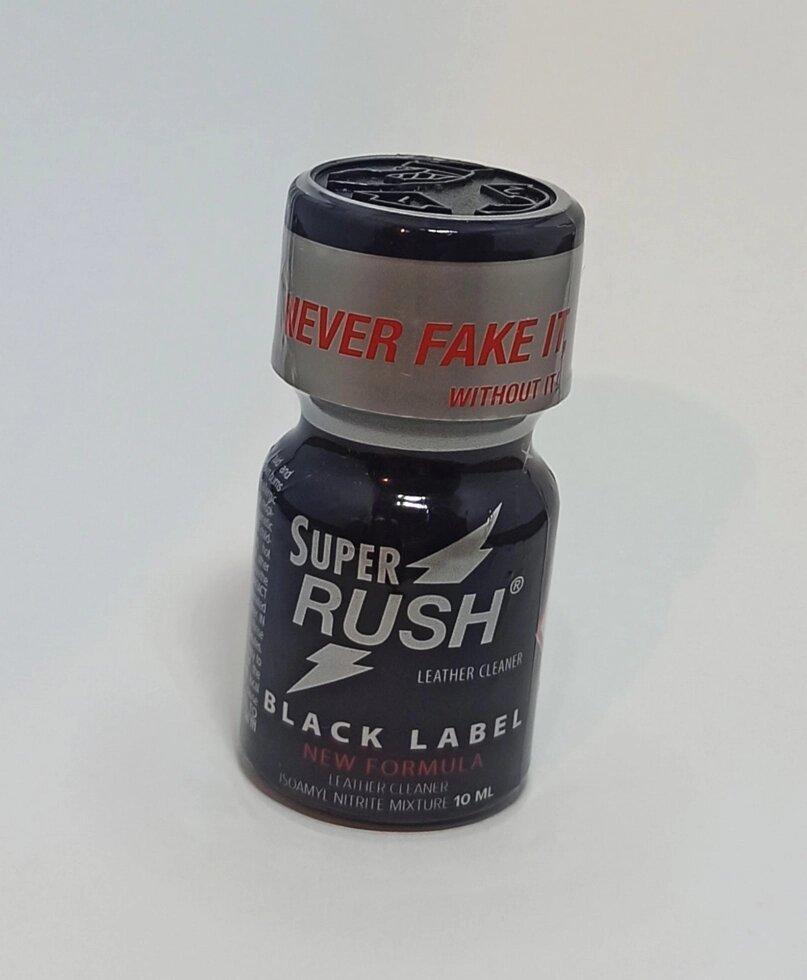 NEVER FAKE IT,
WITHOUT IT.
SUPER
RUSH®
LEATHER CLEANER
BLACK LABEL
NEW FORMULA
LEATHER CLEANER
ISOAMYL NITRITE MIXTURE 10 ML